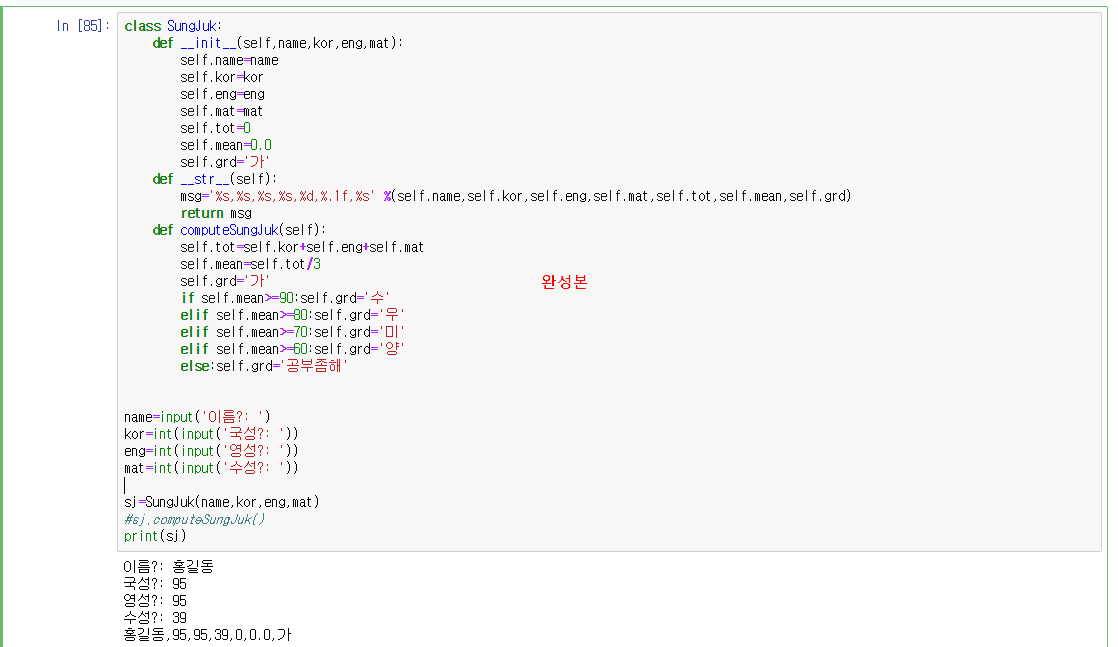 In [85]:
class SungJuk:
    def __init__(self,name,kor,eng,mat):
        self.name=name
        self.kor=kor
        self.eng=eng
        self.mat=mat
        self.tot=0
        self.mean=0.0
        self.grd='가'
    def __str__(self):
        msg='%s,%s,%s,%s,%d,%.1f,%s' %(self.name,self.kor,self.eng,self.mat,self.tot,self.mean,self.grd)
        return msg
    def computeSungJuk(self):
        self.tot=self.kor+self.eng+self.mat
        self.mean=self.tot/3
        self.grd='가'
완성본
        if self.mean>=90:self.grd='수'
        elif self.mean>=80:self.grd='우'
        elif self.mean>=70:self.grd='미'
        elif self.mean>=60:self.grd='양'
        else:self.grd='공부좀해'
name=input('이름?: ')
kor=int(input('국성?: '))
eng=int(input('영성?: '))
mat=int(input('수성?: '))
sj=SungJuk(name,kor,eng,mat)
#sj.computeSungJuk()
print(sj)
이름?: 홍길동
국성?: 95
영성?: 95
수성?: 39
홍길동,95,95,39,0,0.0,가